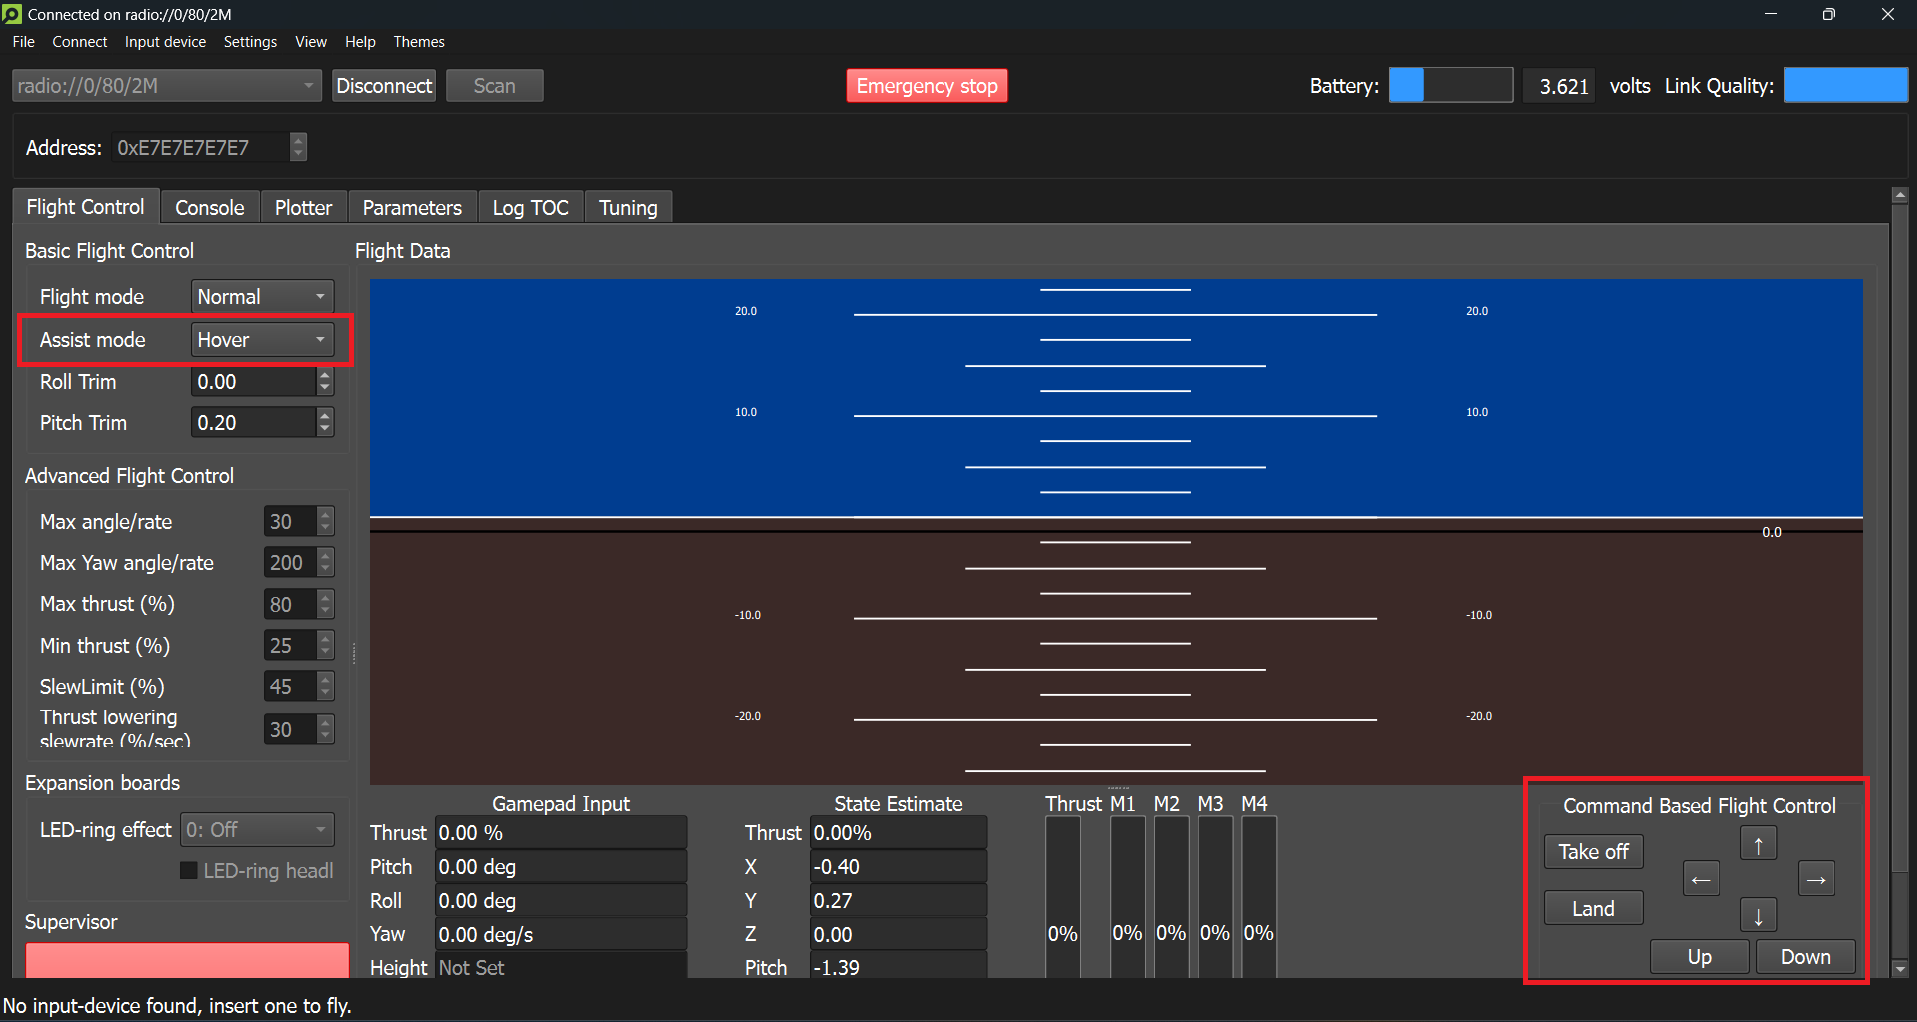 Connected on radio://0/80/2M
File Connect Input device Settings View Help Themes
radio://0/80/2M Disconnect Scan Emergency stop Battery: 3.621 volts Link Quality:
Address: 0xE7E7E7E7E7
Flight Control Console Plotter Parameters Log TOC Tuning
Basic Flight Control
Flight mode Normal
Assist mode Hover
Roll Trim 0.00
Pitch Trim 0.20
Advanced Flight Control
Max angle/rate 30
Max Yaw angle/rate 200
Max thrust (%) 80
Min thrust (%) 25
SlewLimit (%) 45
Thrust lowering
slewrate (%/sec) 30
Expansion boards
LED-ring effect 0: Off
LED-ring headl
Supervisor
Flight Data
20.0 20.0
10.0 10.0
0.0
-10.0 -10.0
-20.0 -20.0
Gamepad Input
Thrust 0.00 %
Pitch 0.00 deg
Roll 0.00 deg
Yaw 0.00 deg/s
Height Not Set
State Estimate
Thrust 0.00%
X -0.40
Y 0.27
Z 0.00
Pitch -1.39
Thrust M1 M2 M3 M4
0% 0% 0% 0% 0%
Command Based Flight Control
Take off ↑
← →
Land ↓
Up Down
No input-device found, insert one to fly.